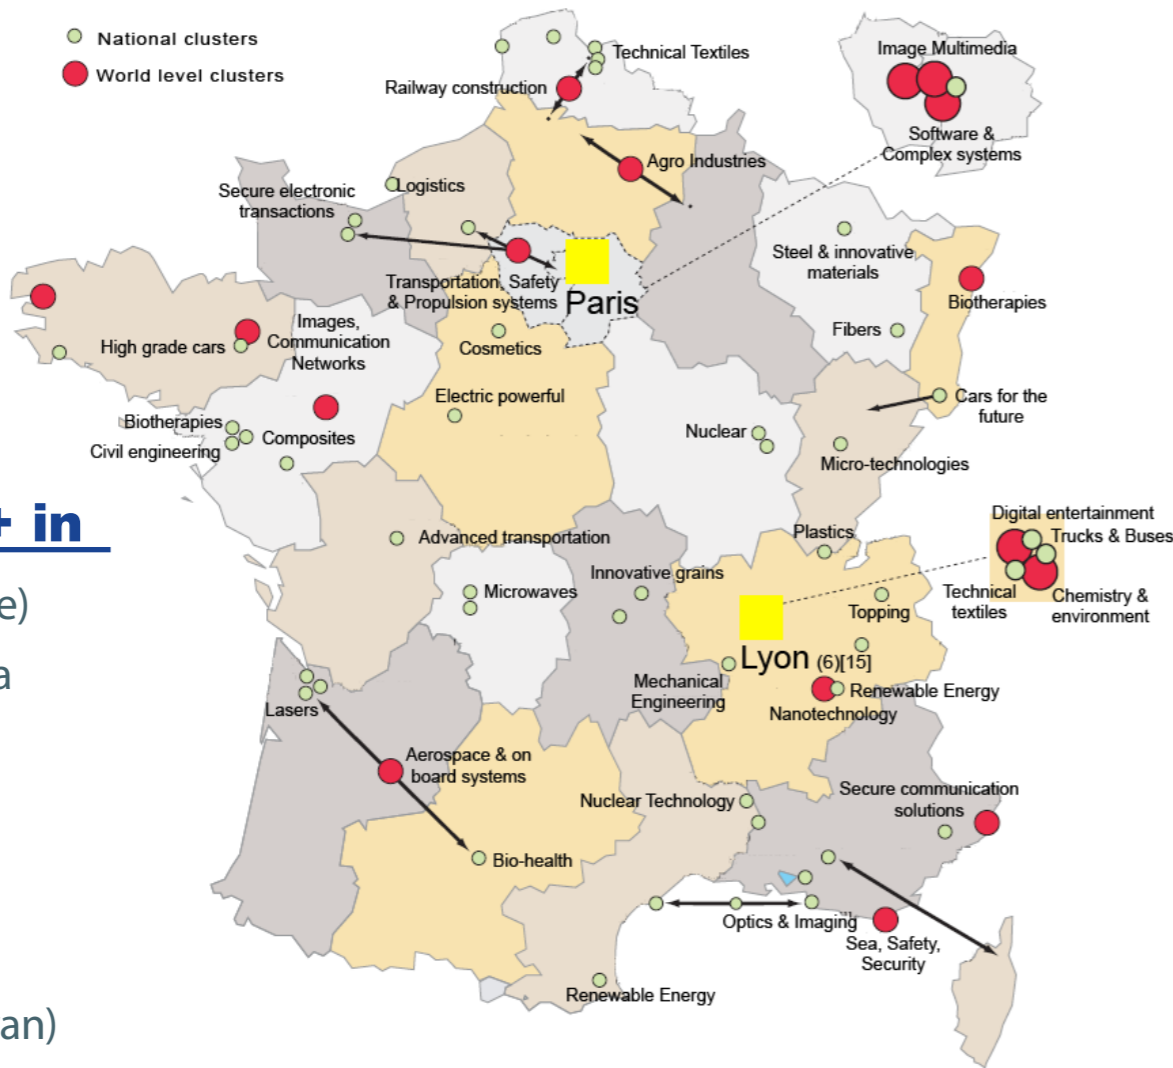 National clusters
World level clusters
Technical Textiles
Railway construction
Image Multimedia
Software &
Complex systems
Agro Industries
Logistics
Secure electronic
transactions
Steel & innovative
materials
Transportation, Safety
& Propulsion systems
Paris
Biotherapies
Images,
Communication
Networks
High grade cars
Cosmetics
Fibers
Electric powerful
Cars for the
future
Biotherapies
Civil engineering
Composites
Nuclear
Micro-technologies
+ in
Advanced transportation
Plastics
Digital entertainment
Trucks & Buses
Technical
textiles
Chemistry &
environment
e)
Microwaves
Innovative grains
Topping
Lyon (6)[15]
a
Mechanical
Engineering
Renewable Energy
Nanotechnology
Lasers
Aerospace & on
board systems
Nuclear Technology
Secure communication
solutions
Bio-health
Optics & Imaging
Sea, Safety,
Security
Renewable Energy
an)